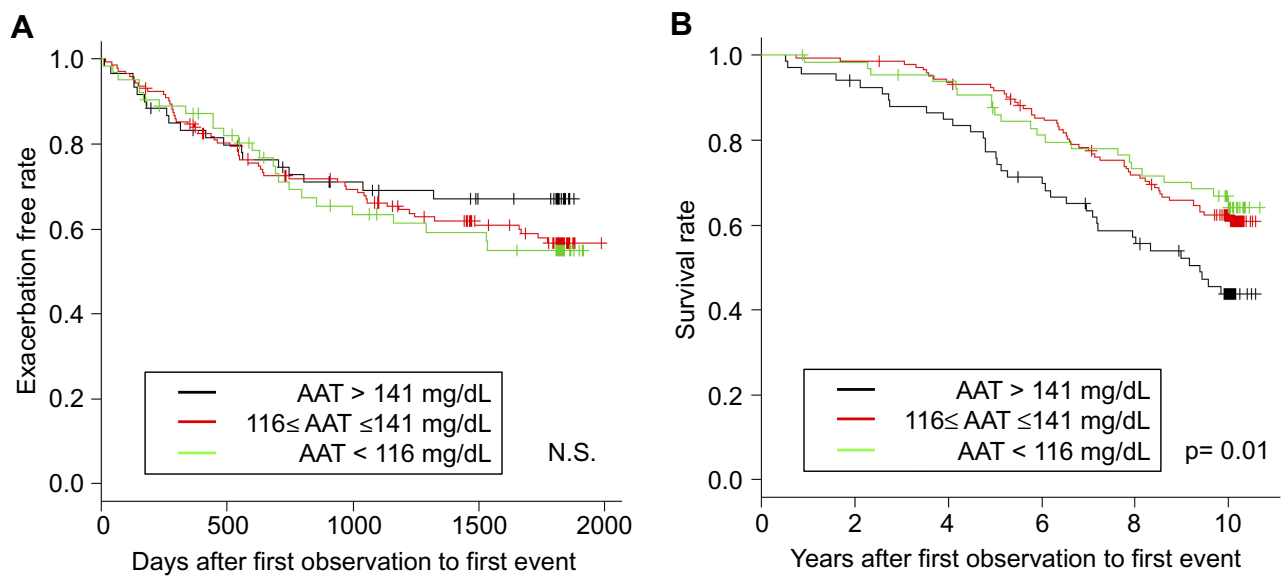 A
Exacerbation free rate
1.0
0.8
0.6
0.4
0.2
0.0
AAT > 141 mg/dL
116≤ AAT ≤141 mg/dL
AAT < 116 mg/dL
N.S.
0 500 1000 1500 2000
Days after first observation to first event
B
Survival rate
1.0
0.8
0.6
0.4
0.2
0.0
AAT > 141 mg/dL
116≤ AAT ≤141 mg/dL
AAT < 116 mg/dL
p= 0.01
0 2 4 6 8 10
Years after first observation to first event